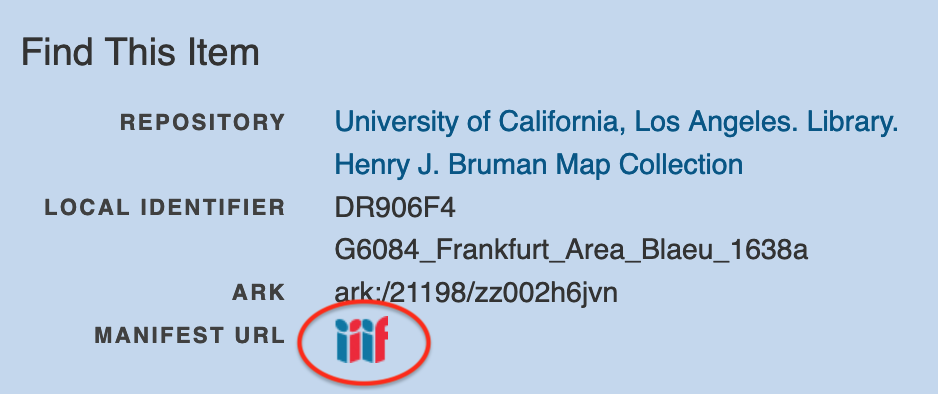 Find This Item
REPOSITORY University of California, Los Angeles. Library.
Henry J. Bruman Map Collection
LOCAL IDENTIFIER DR906F4
G6084_Frankfurt_Area_Blaeu_1638a
ARK ark:/21198/zz002h6jvn
MANIFEST URL iiif